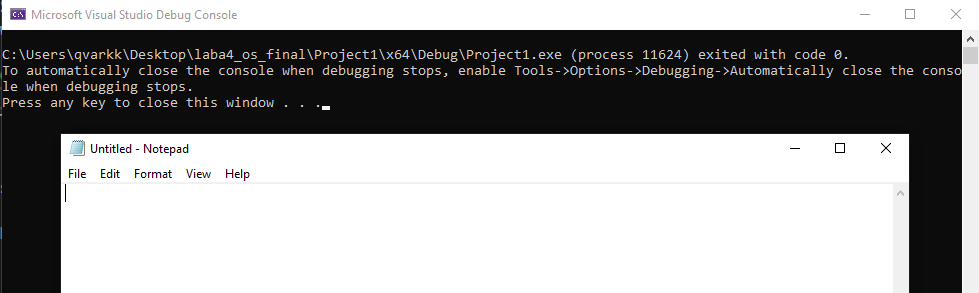 Microsoft Visual Studio Debug Console
C:\Users\qvarkk\Desktop\laba4_os_final\Project1\x64\Debug\Project1.exe (process 11624) exited with code 0.
To automatically close the console when debugging stops, enable Tools->Options->Debugging->Automatically close the conso
le when debugging stops.
Press any key to close this window . . .
Untitled - Notepad
File Edit Format View Help